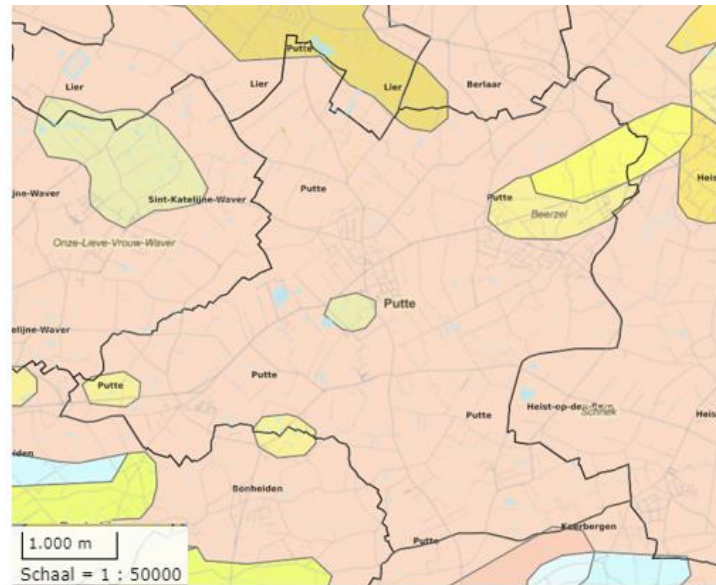 Putte
Lier
Lier
Lier
Berlaar
jne-Waver
Sint-Katelijne-Waver
Putte
Putte
Heis
Beerzel
Onze-Lieve-Vrouw-Waver
Putte
elijne-Waver
Putte
Putte
Putte
Heist-op-den-Berg
Schriek
Heis
eiden
Bonheiden
Putte
Keerbergen
1.000 m
Schaal = 1 : 50000